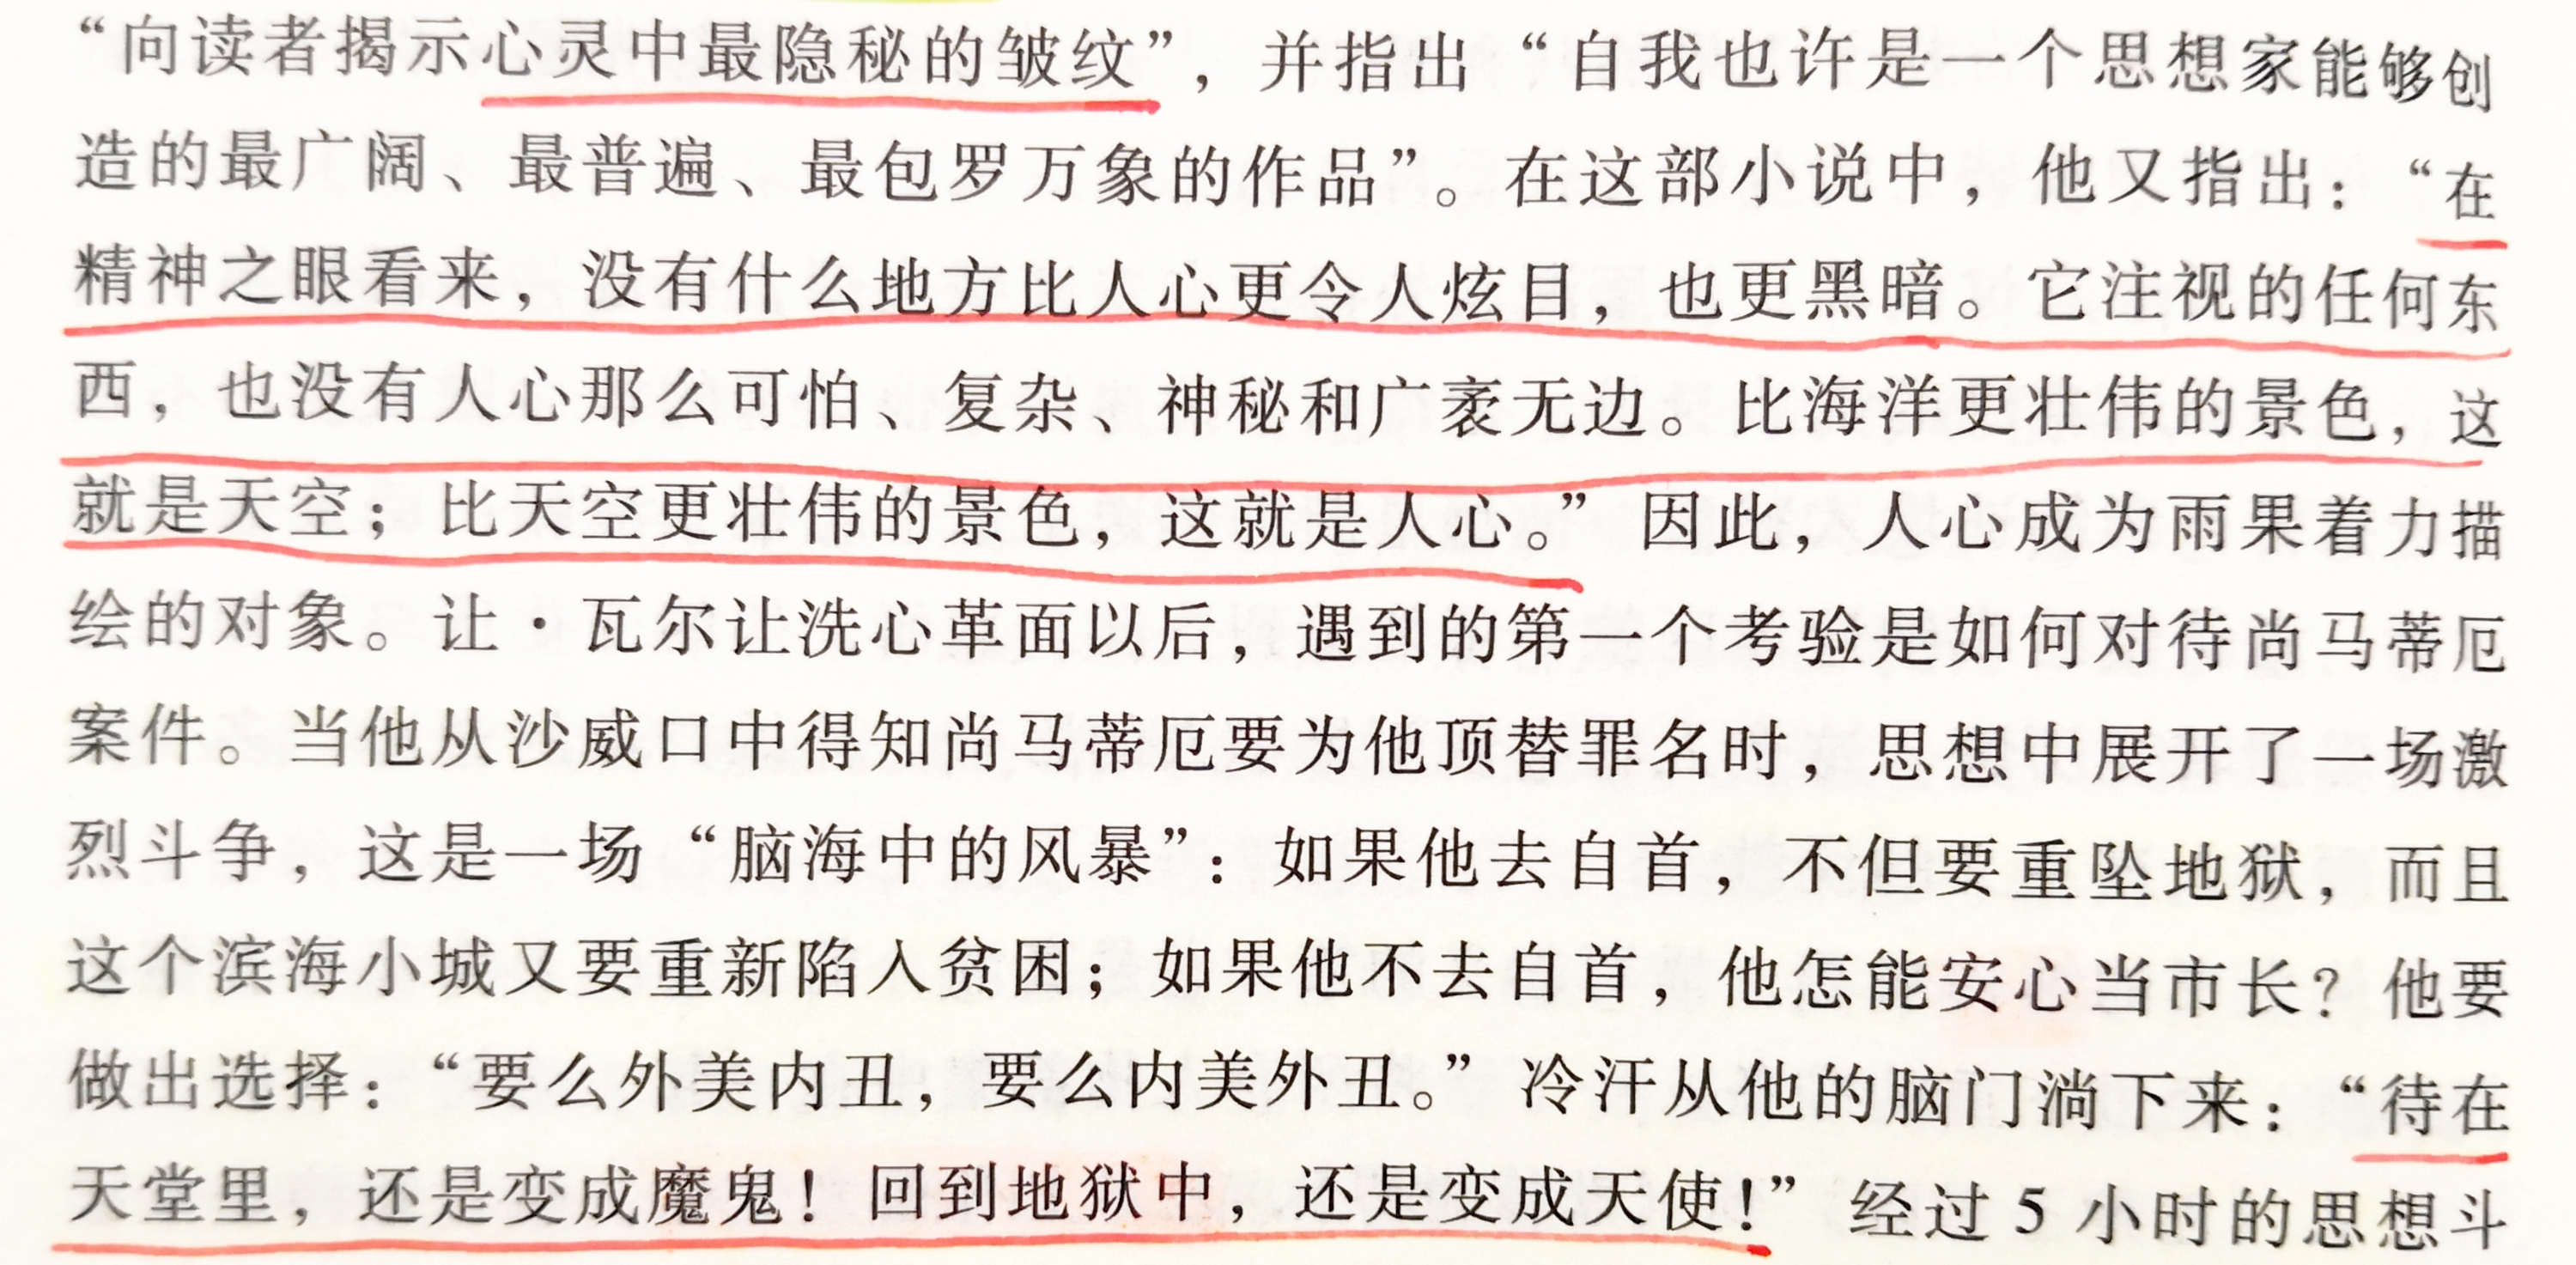 “向读者揭示心灵中最隐秘的皱纹”，并指出“自我也许是一个思想家能够创
造的最广阔、最普遍、最包罗万象的作品”。在这部小说中，他又指出：“在
精神之眼看来，没有什么地方比人心更令人炫目，也更黑暗。它注视的任何东
西，也没有人心那么可怕、复杂、神秘和广袤无边。比海洋更壮伟的景色，这
就是天空；比天空更壮伟的景色，这就是人心。”因此，人心成为雨果着力描
绘的对象。让·瓦尔让洗心革面以后，遇到的第一个考验是如何对待尚马蒂厄
案件。当他从沙威口中得知尚马蒂厄要为他顶替罪名时，思想中展开了一场激
烈斗争，这是一场“脑海中的风暴”：如果他去自首，不但要重坠地狱，而且
这个滨海小城又要重新陷入贫困；如果他不去自首，他怎能安心当市长？他要
做出选择：“要么外美内丑，要么内美外丑。”冷汗从他的脑门淌下来：“待在
天堂里，还是变成魔鬼！回到地狱中，还是变成天使！”经过 5 小时的思想斗